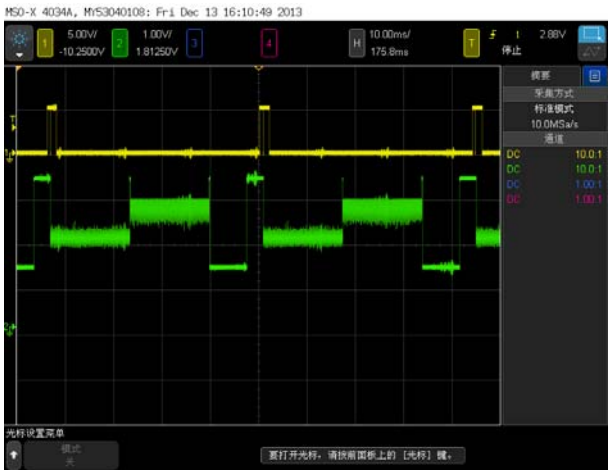 MSO-X 4034A, MY53040108: Fri Dec 13 16:10:49 2013
1 5.00V/ -10.2500V 2 1.00V/ 1.81250V 3 4 H 10.00ms/ 175.8ms T 1 2.88V 停止
摘要
采集方式
标准模式
10.0MSa/s
通道
DC 10.0:1
DC 10.0:1
DC 1.00:1
DC 1.00:1
光标设置菜单
模式
关
要打开光标，请按前面板上的 [光标] 键。